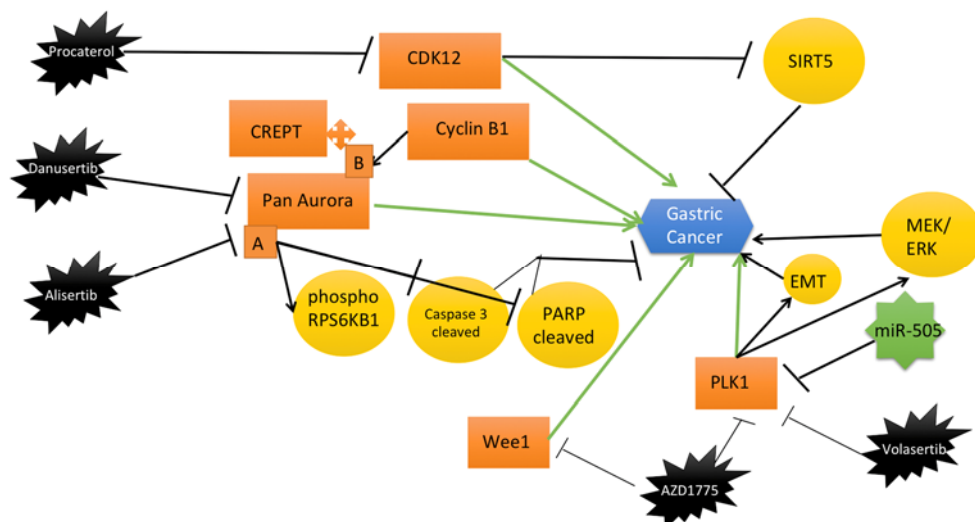 Procaterol
CDK12
SIRT5
CREPT
Cyclin B1
B
Danusertib
Pan Aurora
Gastric
Cancer
MEK/
ERK
A
Alisertib
phospho
RPS6KB1
Caspase 3
cleaved
PARP
cleaved
EMT
miR-505
PLK1
Wee1
Volasertib
AZD1775